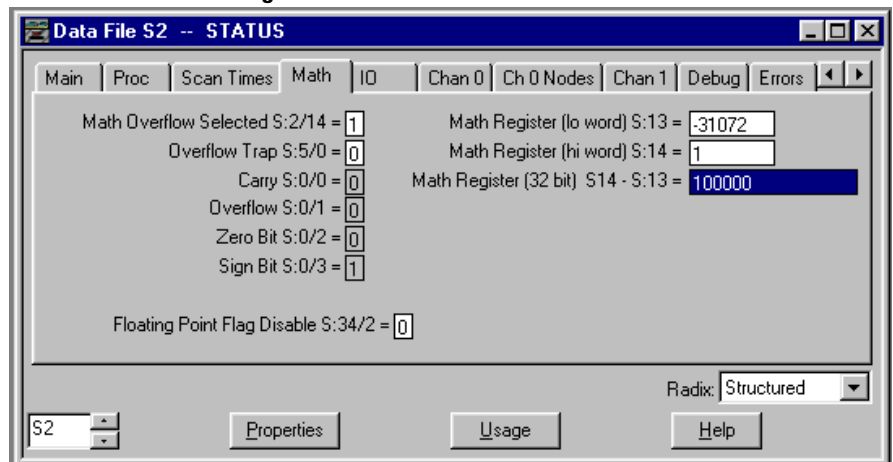 Data File S2 -- STATUS
Main Proc Scan Times Math IO Chan 0 Ch 0 Nodes Chan 1 Debug Errors
Math Overflow Selected S:2/14 = 1
Overflow Trap S:5/0 = 0
Carry S:0/0 = 0
Overflow S:0/1 = 0
Zero Bit S:0/2 = 0
Sign Bit S:0/3 = 1
Floating Point Flag Disable S:34/2 = 0
Math Register (lo word) S:13 = -31072
Math Register (hi word) S:14 = 1
Math Register (32 bit) S14 - S:13 = 100000
Radix: Structured
S2 Properties Usage Help